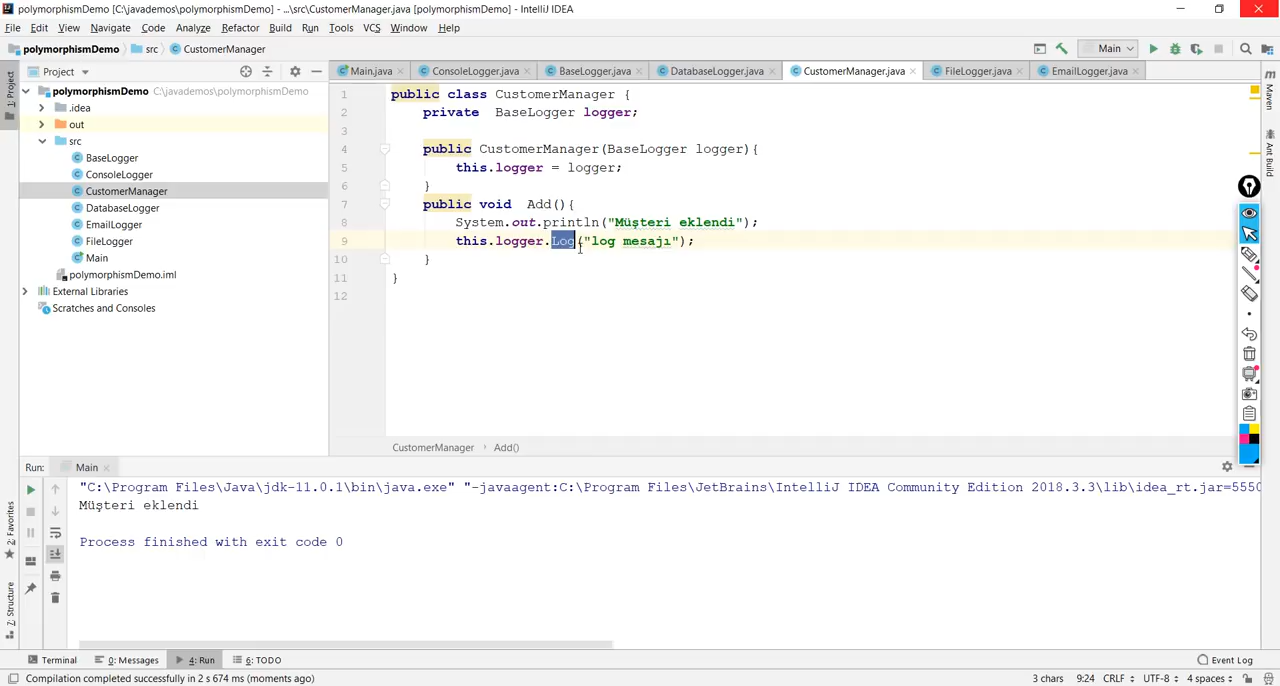 polymorphismDemo [C:\javademos\polymorphismDemo] - ...\src\CustomerManager.java [polymorphismDemo] - IntelliJ IDEA
File Edit View Navigate Code Analyze Refactor Build Run Tools VCS Window Help
polymorphismDemo src CustomerManager Main
1: Project
Project
Main.java ConsoleLogger.java BaseLogger.java DatabaseLogger.java CustomerManager.java FileLogger.java EmailLogger.java
polymorphismDemo C:\javademos\polymorphismDemo
.idea
out
src
BaseLogger
ConsoleLogger
CustomerManager
DatabaseLogger
EmailLogger
FileLogger
Main
polymorphismDemo.iml
External Libraries
Scratches and Consoles
1 public class CustomerManager {
2 private BaseLogger logger;
3
4 public CustomerManager(BaseLogger logger){
5 this.logger = logger;
6 }
7 public void Add(){
8 System.out.println("Müşteri eklendi");
9 this.logger.Log("log mesajı");
10 }
11 }
12
CustomerManager Add()
Maven
Ant Build
Run: Main
"C:\Program Files\Java\jdk-11.0.1\bin\java.exe" "-javaagent:C:\Program Files\JetBrains\IntelliJ IDEA Community Edition 2018.3.3\lib\idea_rt.jar=5550
Müşteri eklendi
Process finished with exit code 0
2: Favorites
Z: Structure
Terminal 0: Messages 4: Run 6: TODO Event Log
Compilation completed successfully in 2 s 674 ms (moments ago) 3 chars 9:24 CRLF UTF-8 4 spaces